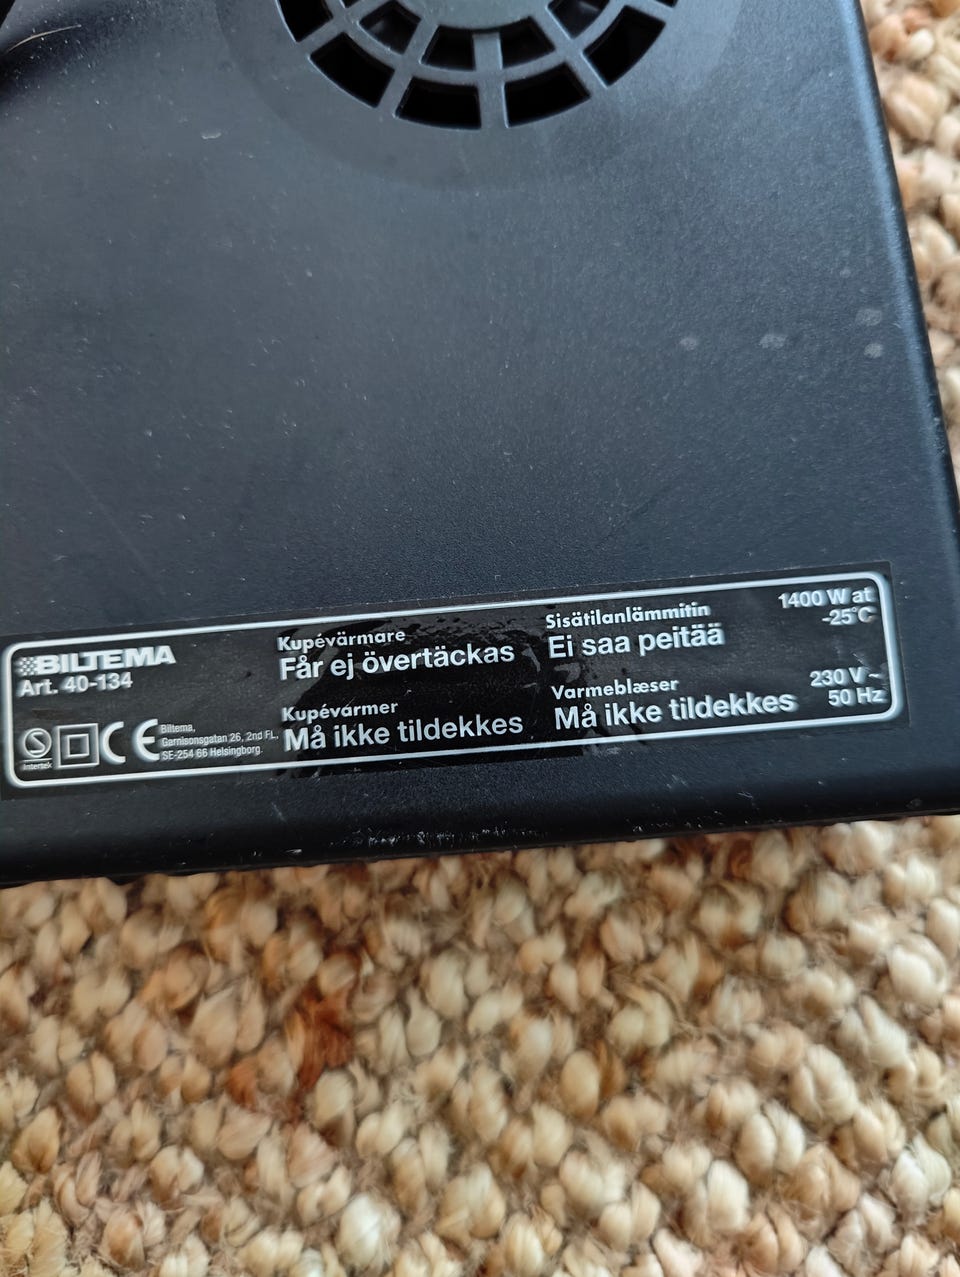 BILTEMA
Art. 40-134
Intertek
Biltema,
Garnisonsgatan 26, 2nd FL,
SE-254 66 Helsingborg.
Kupévärmare
Får ej övertäckas
Kupévarmer
Må ikke tildekkes
Sisätilanlämmitin
Ei saa peitää
Varmeblæser
Må ikke tildekkes
1400 W at
-25°C
230 V ~
50 Hz